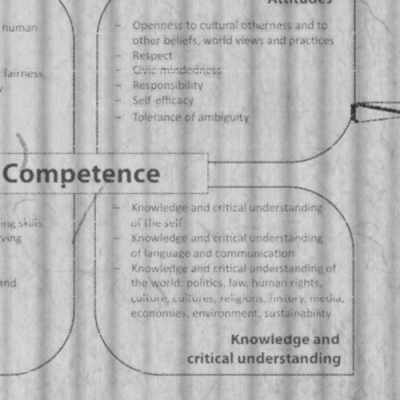 Attitudes
human
fairness,
Openness to cultural otherness and to
other beliefs, world views and practices
Respect
Civic-mindedness
Responsibility
Self-efficacy
Tolerance of ambiguity
Competence
ing skills
ving
and
– Knowledge and critical understanding
of the self
– Knowledge and critical understanding
of language and communication
– Knowledge and critical understanding of
the world: politics, law, human rights,
culture, cultures, religions, history, media,
economies, environment, sustainability
Knowledge and
critical understanding